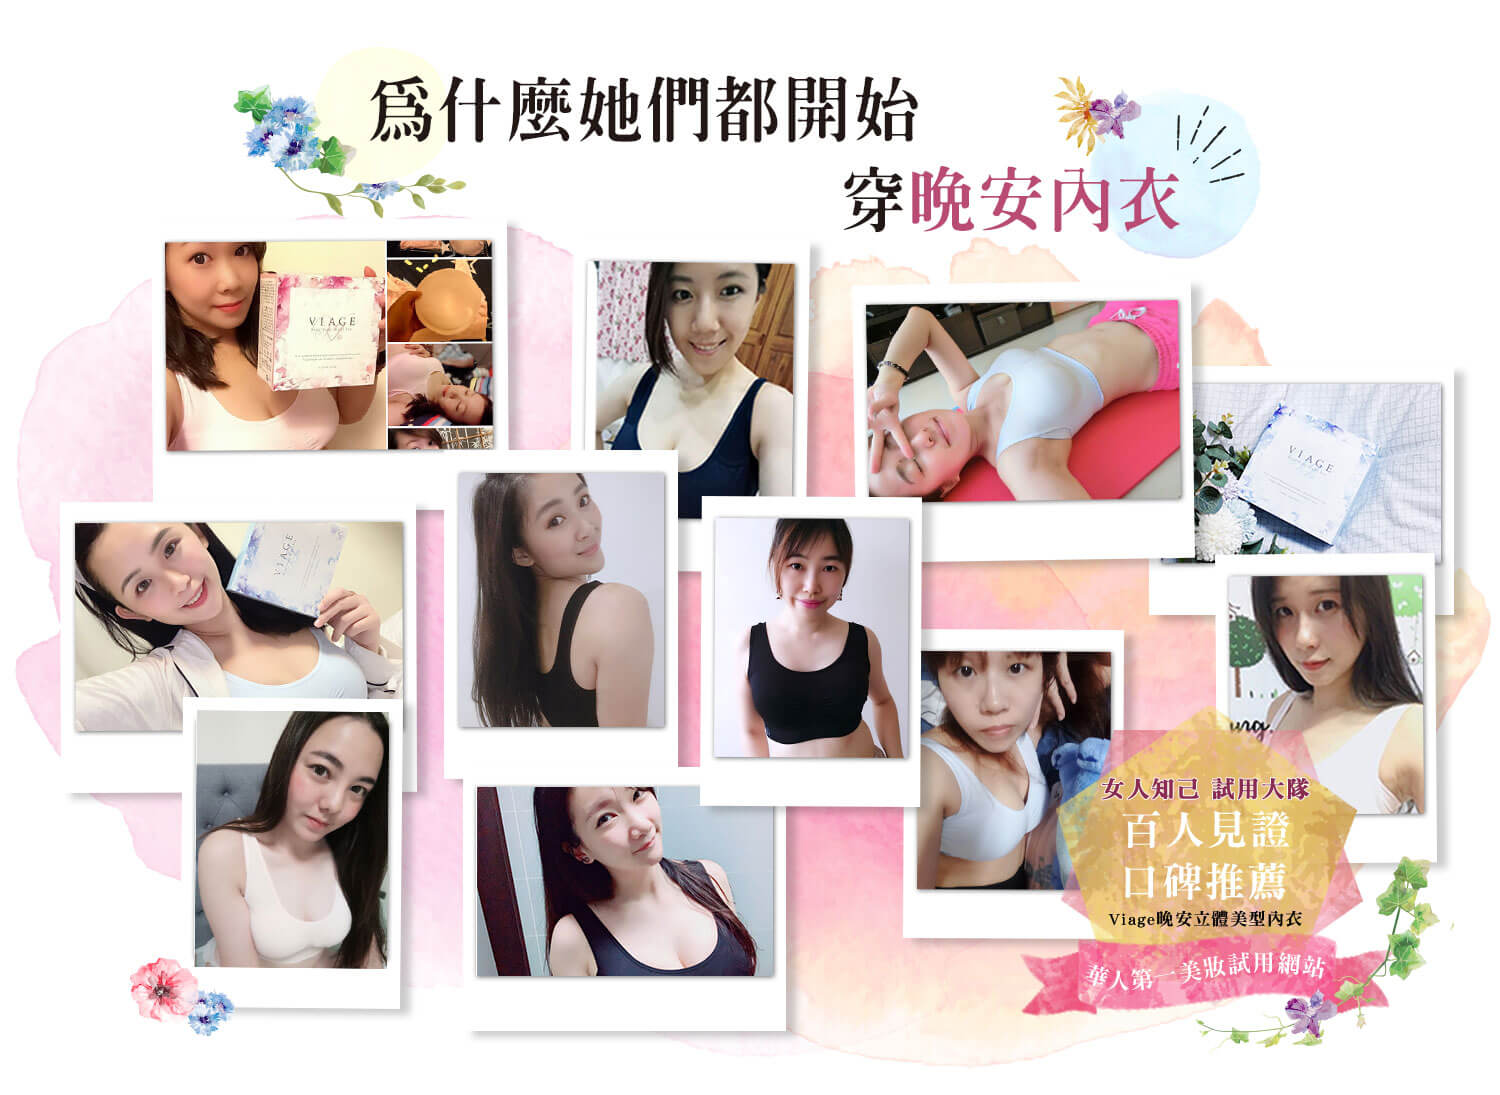 爲什麼她們都開始
穿晚安內衣
VIAGE
VIAGE
VIAGE
女人知己 試用大隊
百人見證
口碑推薦
Viage晚安立體美型內衣
華人第一美妝試用網站